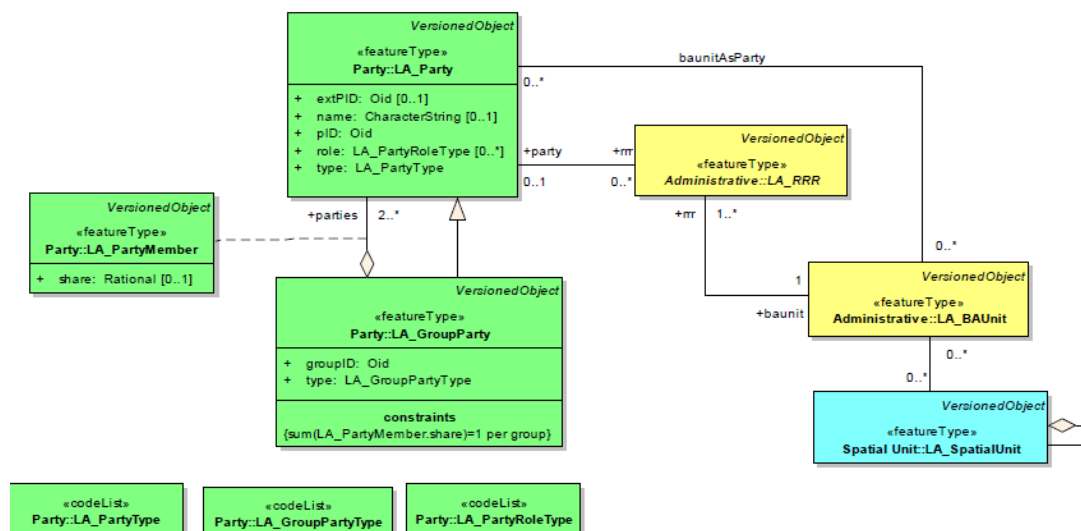 VersionedObject
«featureType»
Party::LA_Party
+ extPID: Oid [0..1]
+ name: CharacterString [0..1]
+ pID: Oid
+ role: LA_PartyRoleType [0..*]
+ type: LA_PartyType
baunitAsParty
0..*
+party
+rrr
0..1
0..*
VersionedObject
«featureType»
Administrative::LA_RRR
VersionedObject
«featureType»
Party::LA_PartyMember
+ share: Rational [0..1]
+parties
2..*
+rrr
1..*
0..*
1
+baunit
VersionedObject
«featureType»
Administrative::LA_BAUnit
VersionedObject
«featureType»
Party::LA_GroupParty
+ groupID: Oid
+ type: LA_GroupPartyType
constraints
{sum(LA_PartyMember.share)=1 per group}
0..*
0..*
VersionedObject
«featureType»
Spatial Unit::LA_SpatialUnit
«codeList»
Party::LA_PartyType
«codeList»
Party::LA_GroupPartyType
«codeList»
Party::LA_PartyRoleType